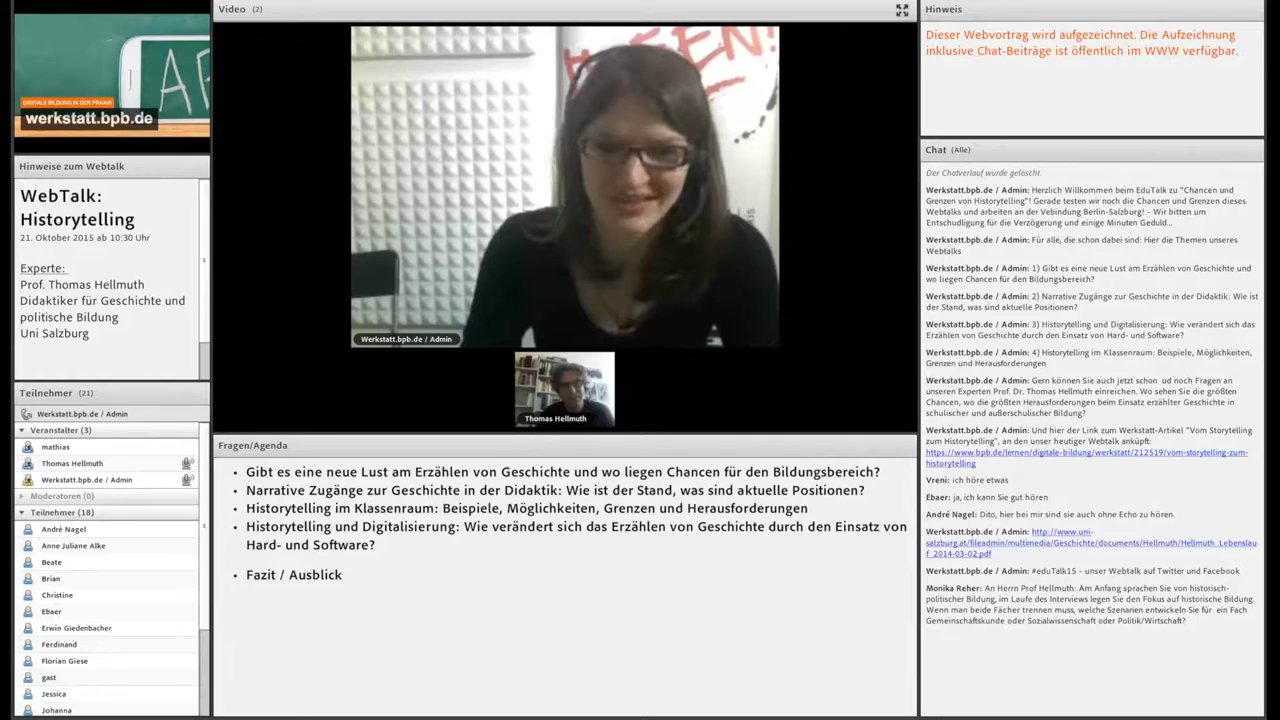 AP
DIGITALE BILDUNG IN DER PRAXIS
werkstatt.bpb.de
Hinweise zum Webtalk
WebTalk:
Historytelling
21. Oktober 2015 ab 10:30 Uhr
Experte:
Prof. Thomas Hellmuth
Didaktiker für Geschichte und
politische Bildung
Uni Salzburg
Teilnehmer (21)
Werkstatt.bpb.de / Admin
Veranstalter (3)
mathias
Thomas Hellmuth
Werkstatt.bpb.de / Admin
Moderatoren (0)
Teilnehmer (18)
André Nagel
Anne Juliane Alke
Beate
Brian
Christine
Ebaer
Erwin Giedenbacher
Ferdinand
Florian Giese
gast
Jessica
Johanna
Video (2)
Werkstatt.bpb.de / Admin
Thomas Hellmuth
Fragen/Agenda
• Gibt es eine neue Lust am Erzählen von Geschichte und wo liegen Chancen für den Bildungsbereich?
• Narrative Zugänge zur Geschichte in der Didaktik: Wie ist der Stand, was sind aktuelle Positionen?
• Historytelling im Klassenraum: Beispiele, Möglichkeiten, Grenzen und Herausforderungen
• Historytelling und Digitalisierung: Wie verändert sich das Erzählen von Geschichte durch den Einsatz von
Hard- und Software?
• Fazit / Ausblick
Hinweis
Dieser Webvortrag wird aufgezeichnet. Die Aufzeichnung
inklusive Chat-Beiträge ist öffentlich im WWW verfügbar.
Chat (Alle)
Der Chatverlauf wurde gelöscht.
Werkstatt.bpb.de / Admin: Herzlich Willkommen beim EduTalk zu "Chancen und
Grenzen von Historytelling"! Gerade testen wir noch die Chancen und Grenzen dieses
Webtalks und arbeiten an der Vebindung Berlin-Salzburg! - Wir bitten um
Entschudligung für die Verzögerung und einige Minuten Geduld...
Werkstatt.bpb.de / Admin: Für alle, die schon dabei sind: Hier die Themen unseres
Webtalks
Werkstatt.bpb.de / Admin: 1) Gibt es eine neue Lust am Erzählen von Geschichte und
wo liegen Chancen für den Bildungsbereich?
Werkstatt.bpb.de / Admin: 2) Narrative Zugänge zur Geschichte in der Didaktik: Wie ist
der Stand, was sind aktuelle Positionen?
Werkstatt.bpb.de / Admin: 3) Historytelling und Digitalisierung: Wie verändert sich das
Erzählen von Geschichte durch den Einsatz von Hard- und Software?
Werkstatt.bpb.de / Admin: 4) Historytelling im Klassenraum: Beispiele, Möglichkeiten,
Grenzen und Herausforderungen
Werkstatt.bpb.de / Admin: Gern können Sie auch jetzt schon ud noch Fragen an
unseren Experten Prof. Dr. Thomas Hellmuth einreichen. Wo sehen Sie die größten
Chancen, wo die größten Herausforderungen beim Einsatz erzählter Geschichte in
schulischer und außerschulischer Bildung?
Werkstatt.bpb.de / Admin: Und hier der Link zum Werkstatt-Artikel "Vom Storytelling
zum Historytelling", an den unser heutiger Webtalk anküpft:
https://www.bpb.de/lernen/digitale-bildung/werkstatt/212519/vom-storytelling-zum-
historytelling
Vreni: ich höre etwas
Ebaer: ja, ich kann Sie gut hören
André Nagel: Dito, hier bei mir sind sie auch ohne Echo zu hören.
Werkstatt.bpb.de / Admin: http://www.uni-
salzburg.at/fileadmin/multimedia/Geschichte/documents/Hellmuth/Hellmuth_Lebenslau
f_2014-03-02.pdf
Werkstatt.bpb.de / Admin: #eduTalk15 - unser Webtalk auf Twitter und Facebook
Monika Reher: An Herrn Prof Hellmuth: Am Anfang sprachen Sie von historisch-
politischer Bildung, im Laufe des Interviews legen Sie den Fokus auf historische Bildung.
Wenn man beide Fächer trennen muss, welche Szenarien entwickeln Sie für ein Fach
Gemeinschaftskunde oder Sozialwissenschaft oder Politik/Wirtschaft?